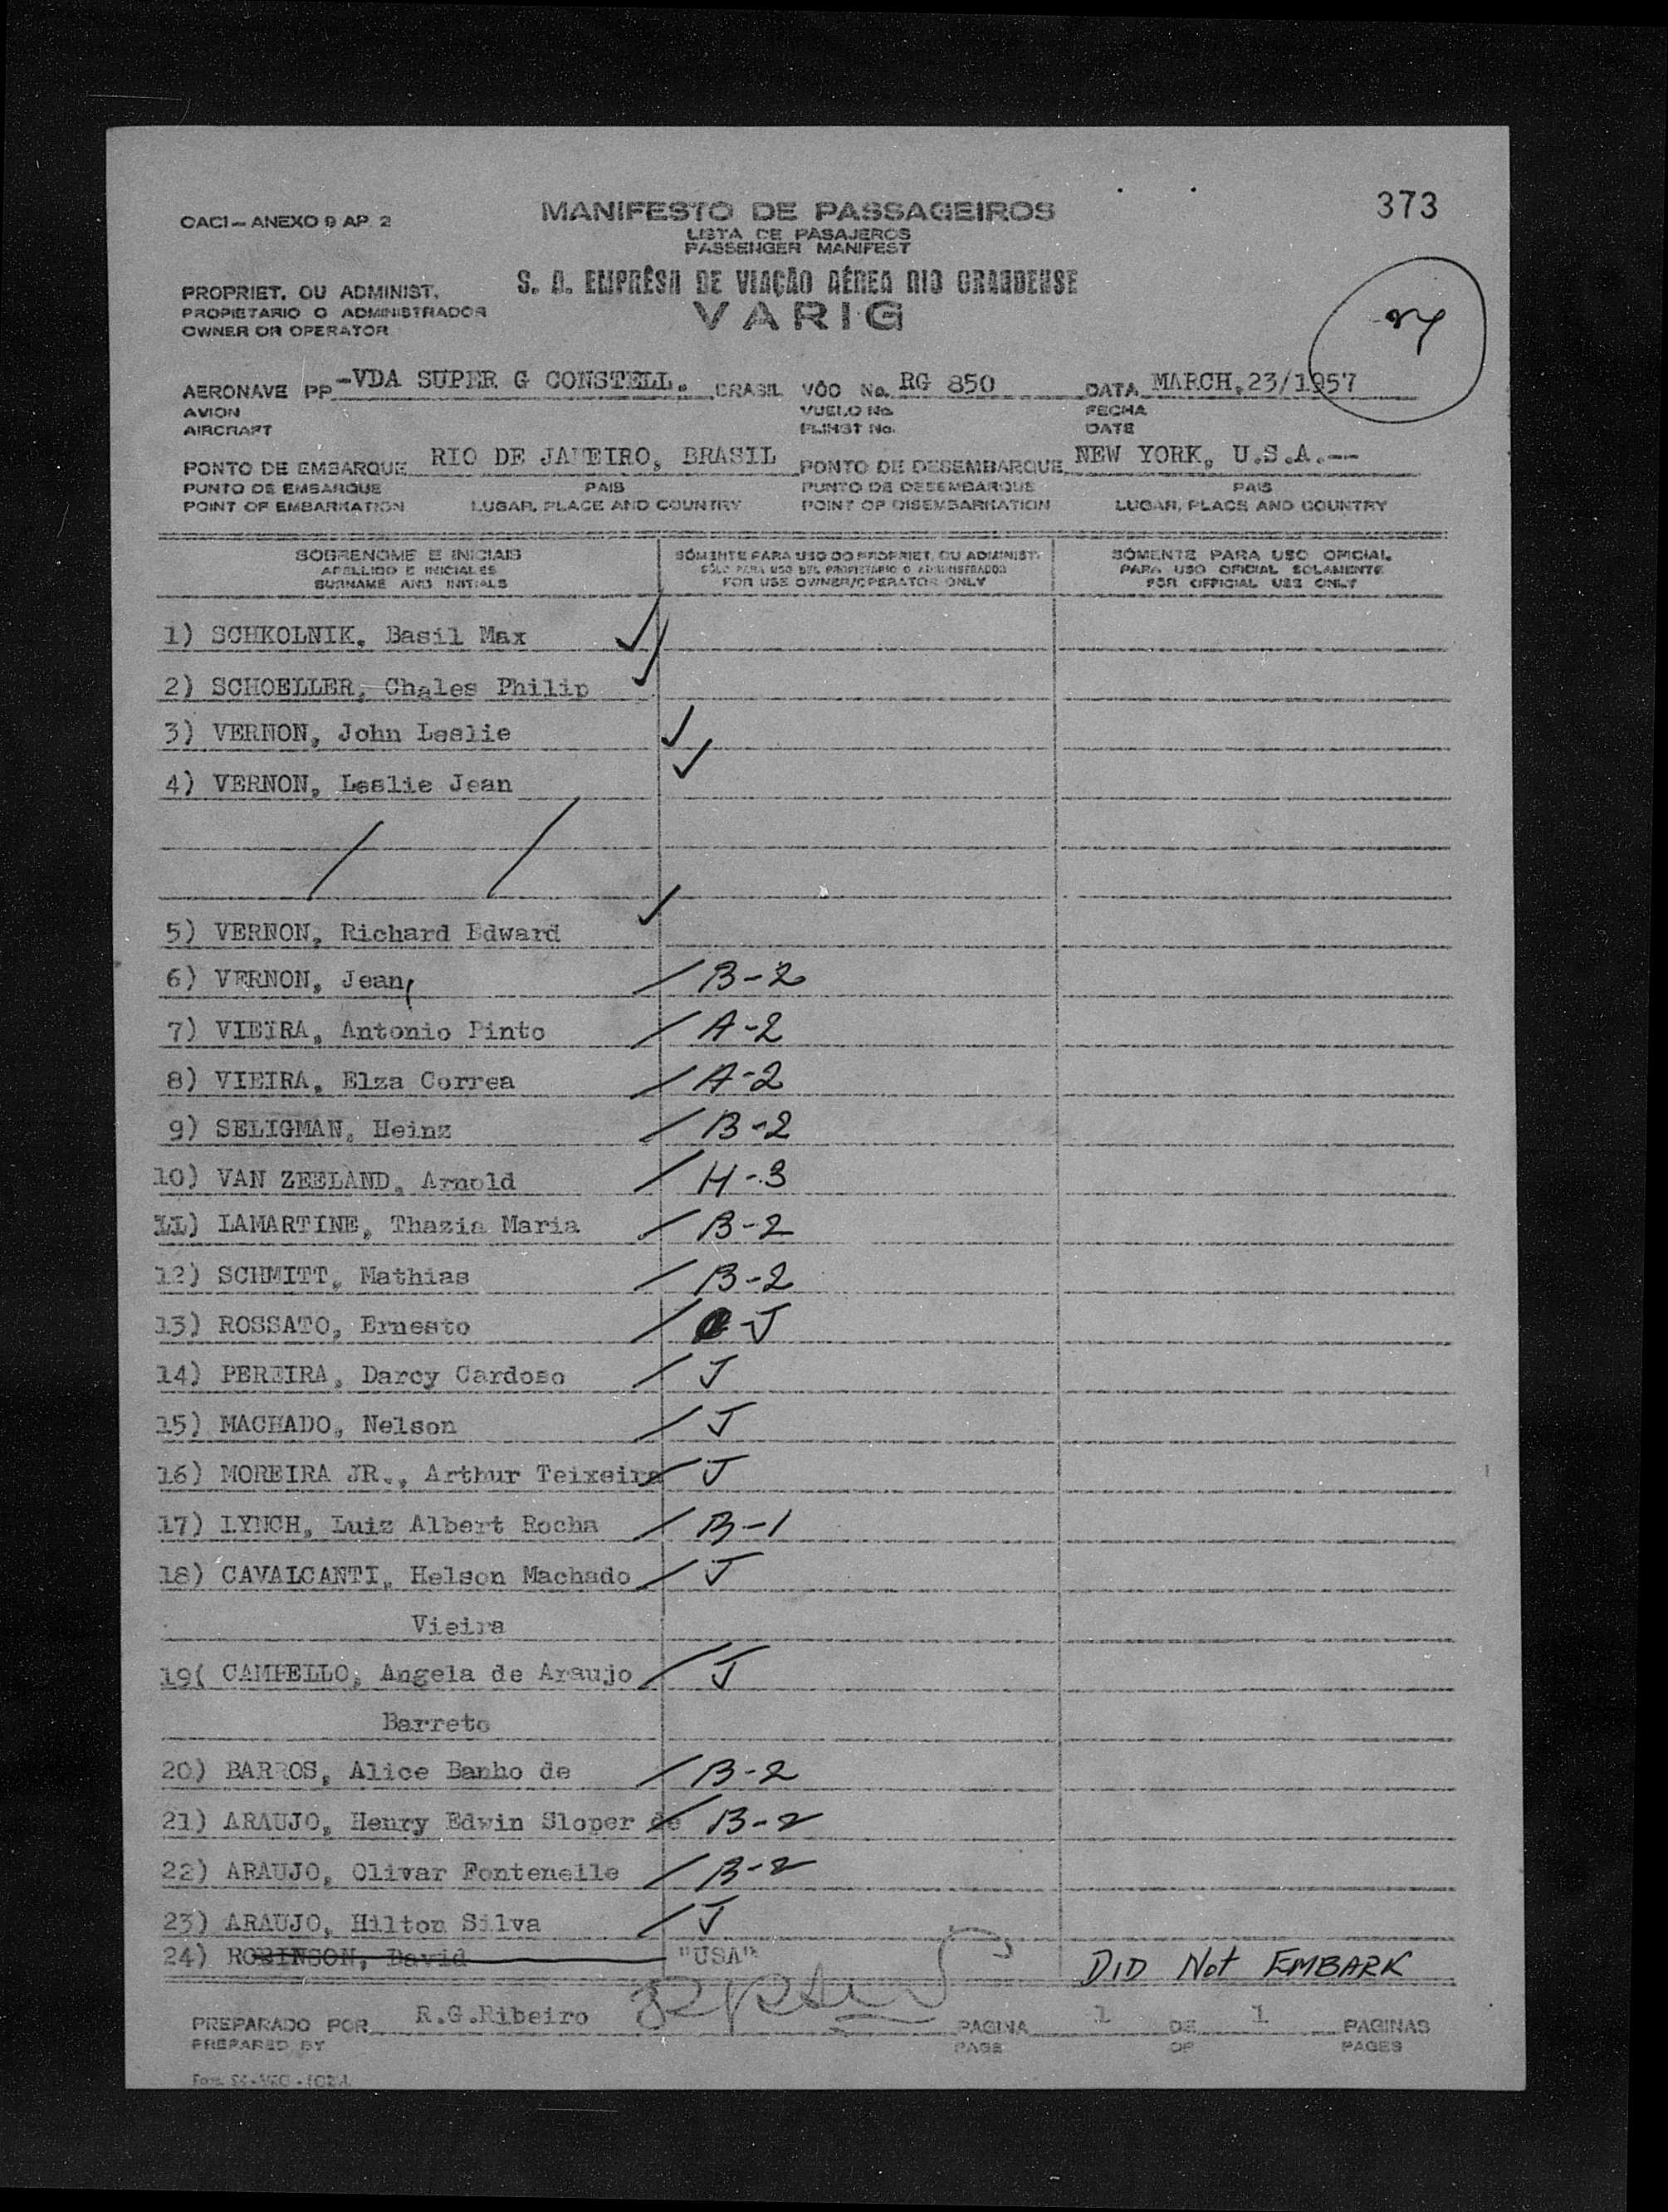 373
OACI — ANEXO 9 AP. 2
MANIFESTO DE PASSAGEIROS
LISTA DE PASAJEROS
PASSENGER MANIFEST
S. A. EMPRÊSA DE VIAÇÃO AÉREA RIO GRANDENSE
VARIG
PROPRIET. OU ADMINIST.
PROPIETARIO O ADMINISTRADOR
OWNER OR OPERATOR
AERONAVE PP -VDA SUPER G CONSTELL. BRASIL VÔO No. RG 850 DATA MARCH,23/1957
AVION VUELO No. FECHA
AIRCRAFT FLIHGT No. DATE
PONTO DE EMBARQUE RIO DE JANEIRO, BRASIL PONTO DE DESEMBARQUE NEW YORK, U.S.A.--
PUNTO DE EMBARQUE PAIS PUNTO DE DESEMBARQUE PAIS
POINT OF EMBARKATION LUGAR, PLACE AND COUNTRY POINT OF DISEMBARKATION LUGAR, PLACE AND COUNTRY
SOBRENOME E INICIAIS SÓMENTE PARA USO DO PROPRIET. OU ADMINIST. SÓMENTE PARA USO OFICIAL
APELLIDO E INICIALES SÓLO PARA USO DEL PROPIETARIO O ADMINISTRADOR PARA USO OFICIAL SOLAMENTE
SURNAME AND INITIALS FOR USE OWNER/OPERATOR ONLY FOR OFFICIAL USE ONLY
1) SCHKOLNIK, Basil Max
2) SCHOELLER, Chales Philip
3) VERNON, John Leslie
4) VERNON, Leslie Jean
5) VERNON, Richard Edward
6) VERNON, Jean B-2
7) VIEIRA, Antonio Pinto A-2
8) VIEIRA, Elza Correa A-2
9) SELIGMAN, Heinz B-2
10) VAN ZEELAND, Arnold H-3
11) LAMARTINE, Thazia Maria B-2
12) SCHMITT, Mathias B-2
13) ROSSATO, Ernesto -J
14) PEREIRA, Darcy Cardoso J
15) MACHADO, Nelson J
16) MOREIRA JR., Arthur Teixeira J
17) LYNCH, Luiz Albert Rocha B-1
18) CAVALCANTI, Helson Machado J
Vieira
19( CAMPELLO, Angela de Araujo J
Barreto
20) BARROS, Alice Banho de B-2
21) ARAUJO, Henry Edwin Sloper de B-2
22) ARAUJO, Olivar Fontenelle B-2
23) ARAUJO, Hilton Silva J
24) ROBINSON, David "USA" DID Not EMBARK
PREPARADO POR R.G.Ribeiro PAGINA 1 DE 1 PAGINAS
PREPARED BY PAGE OF PAGES